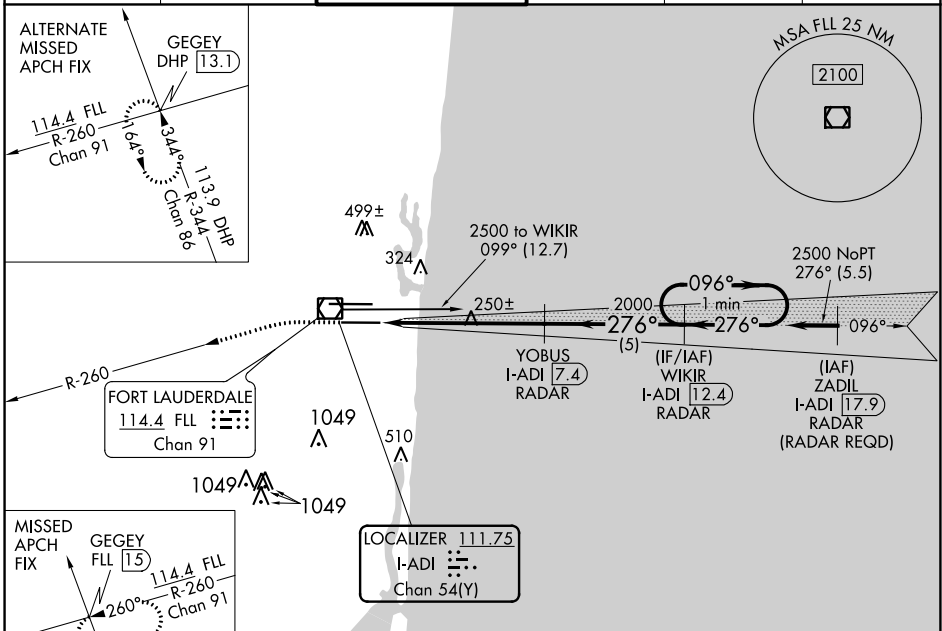 ALTERNATE
MISSED
APCH FIX
GEGEY
DHP 13.1
114.4 FLL
R-260
Chan 91
164°
344°
113.9 DHP
R-344
Chan 86
MSA FLL 25 NM
2100
499±
324
2500 to WIKIR
099° (12.7)
250±
2000
096°
1 min
2500 NoPT
276° (5.5)
276°
276°
096°
(5)
YOBUS
I-ADI 7.4
RADAR
(IF/IAF)
WIKIR
I-ADI 12.4
RADAR
(IAF)
ZADIL
I-ADI 17.9
RADAR
(RADAR REQD)
R-260
FORT LAUDERDALE
114.4 FLL
Chan 91
1049
510
1049
1049
LOCALIZER 111.75
I-ADI
Chan 54(Y)
MISSED
APCH
FIX
GEGEY
FLL 15
114.4 FLL
R-260
Chan 91
260°